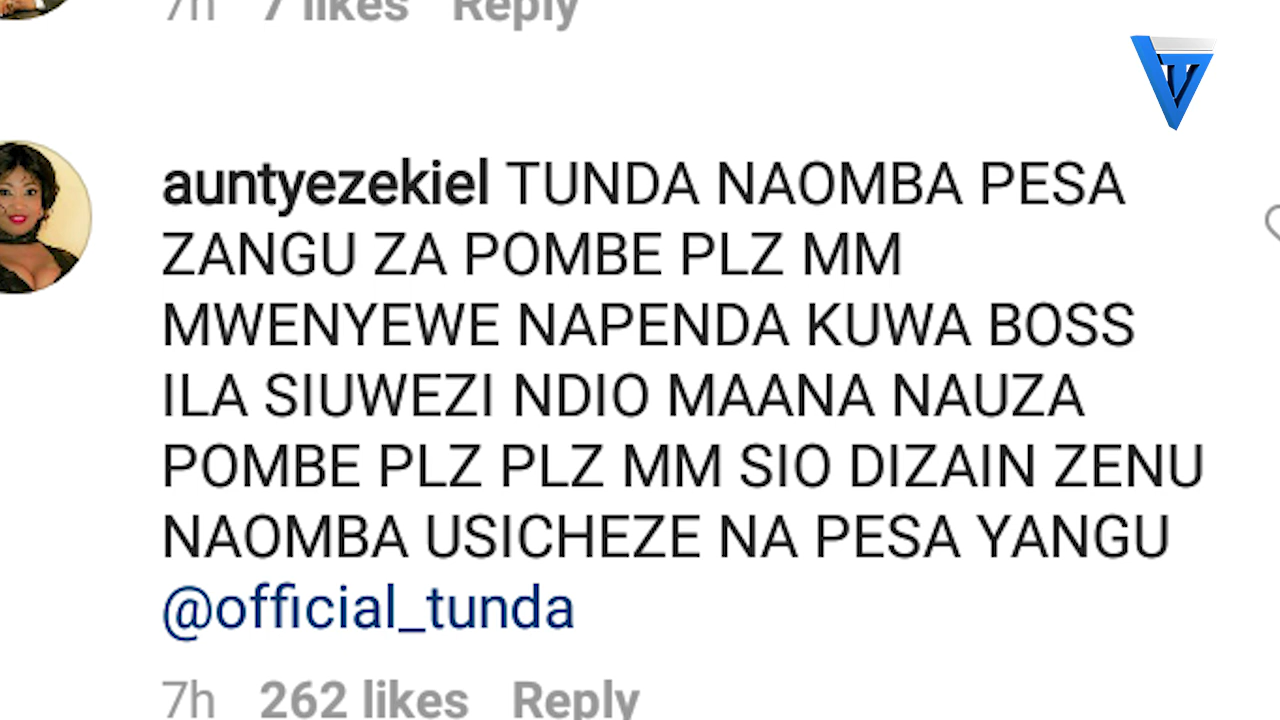 7h 7 likes Reply
auntyezekiel TUNDA NAOMBA PESA
ZANGU ZA POMBE PLZ MM
MWENYEWE NAPENDA KUWA BOSS
ILA SIUWEZI NDIO MAANA NAUZA
POMBE PLZ PLZ MM SIO DIZAIN ZENU
NAOMBA USICHEZE NA PESA YANGU
@official_tunda
7h 262 likes Reply